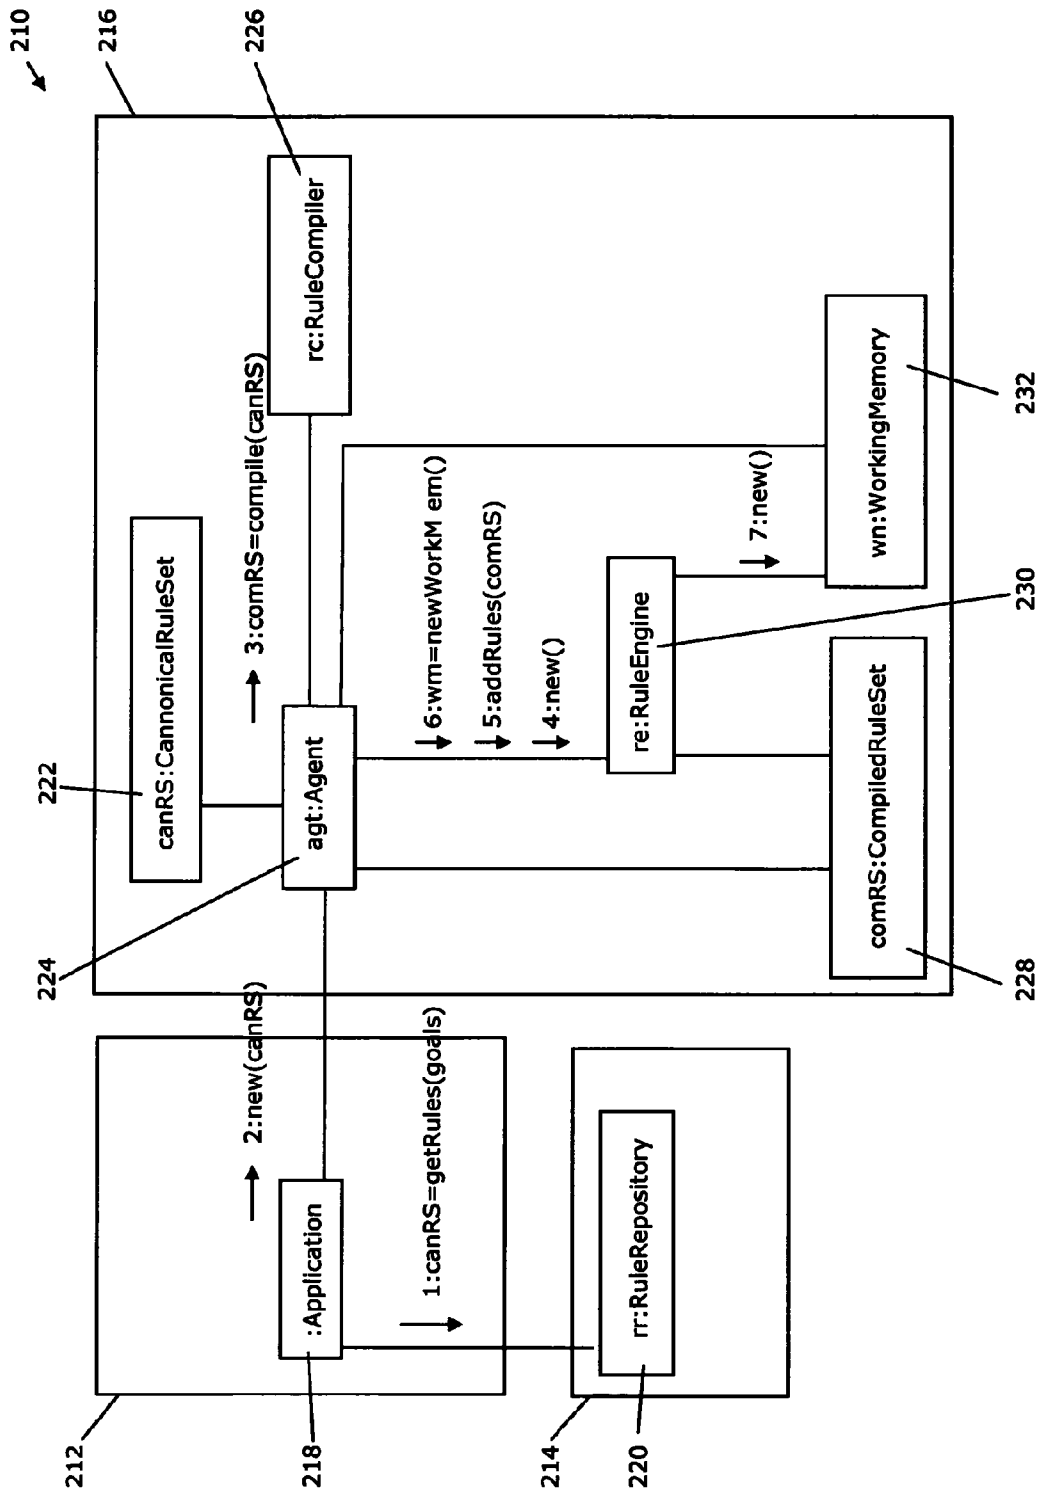 210
216
226
222
224
212
218
214
220
228
230
232
canRS:CannonicalRuleSet
3:comRS=compile(canRS)
rc:RuleCompiler
agt:Agent
2:new(canRS)
:Application
1:canRS=getRules(goals)
rr:RuleRepository
6:wm=newWorkM em()
5:addRules(comRS)
4:new()
re:RuleEngine
7:new()
wn:WorkingMemory
comRS:CompiledRuleSet